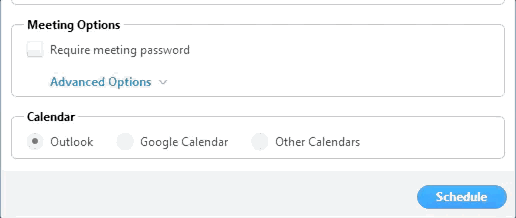 Meeting Options
Require meeting password
Advanced Options
Calendar
Outlook Google Calendar Other Calendars
Schedule